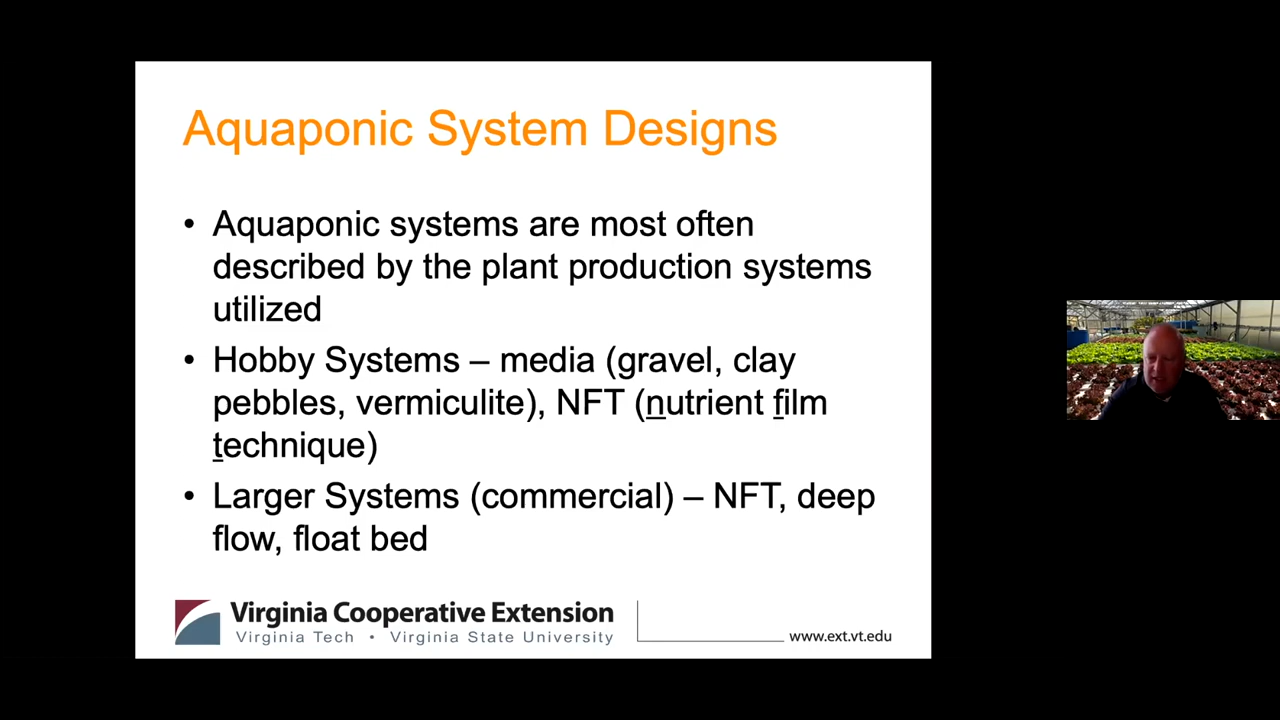 Aquaponic System Designs
• Aquaponic systems are most often
described by the plant production systems
utilized
• Hobby Systems – media (gravel, clay
pebbles, vermiculite), NFT (nutrient film
technique)
• Larger Systems (commercial) – NFT, deep
flow, float bed
Virginia Cooperative Extension
Virginia Tech • Virginia State University
www.ext.vt.edu